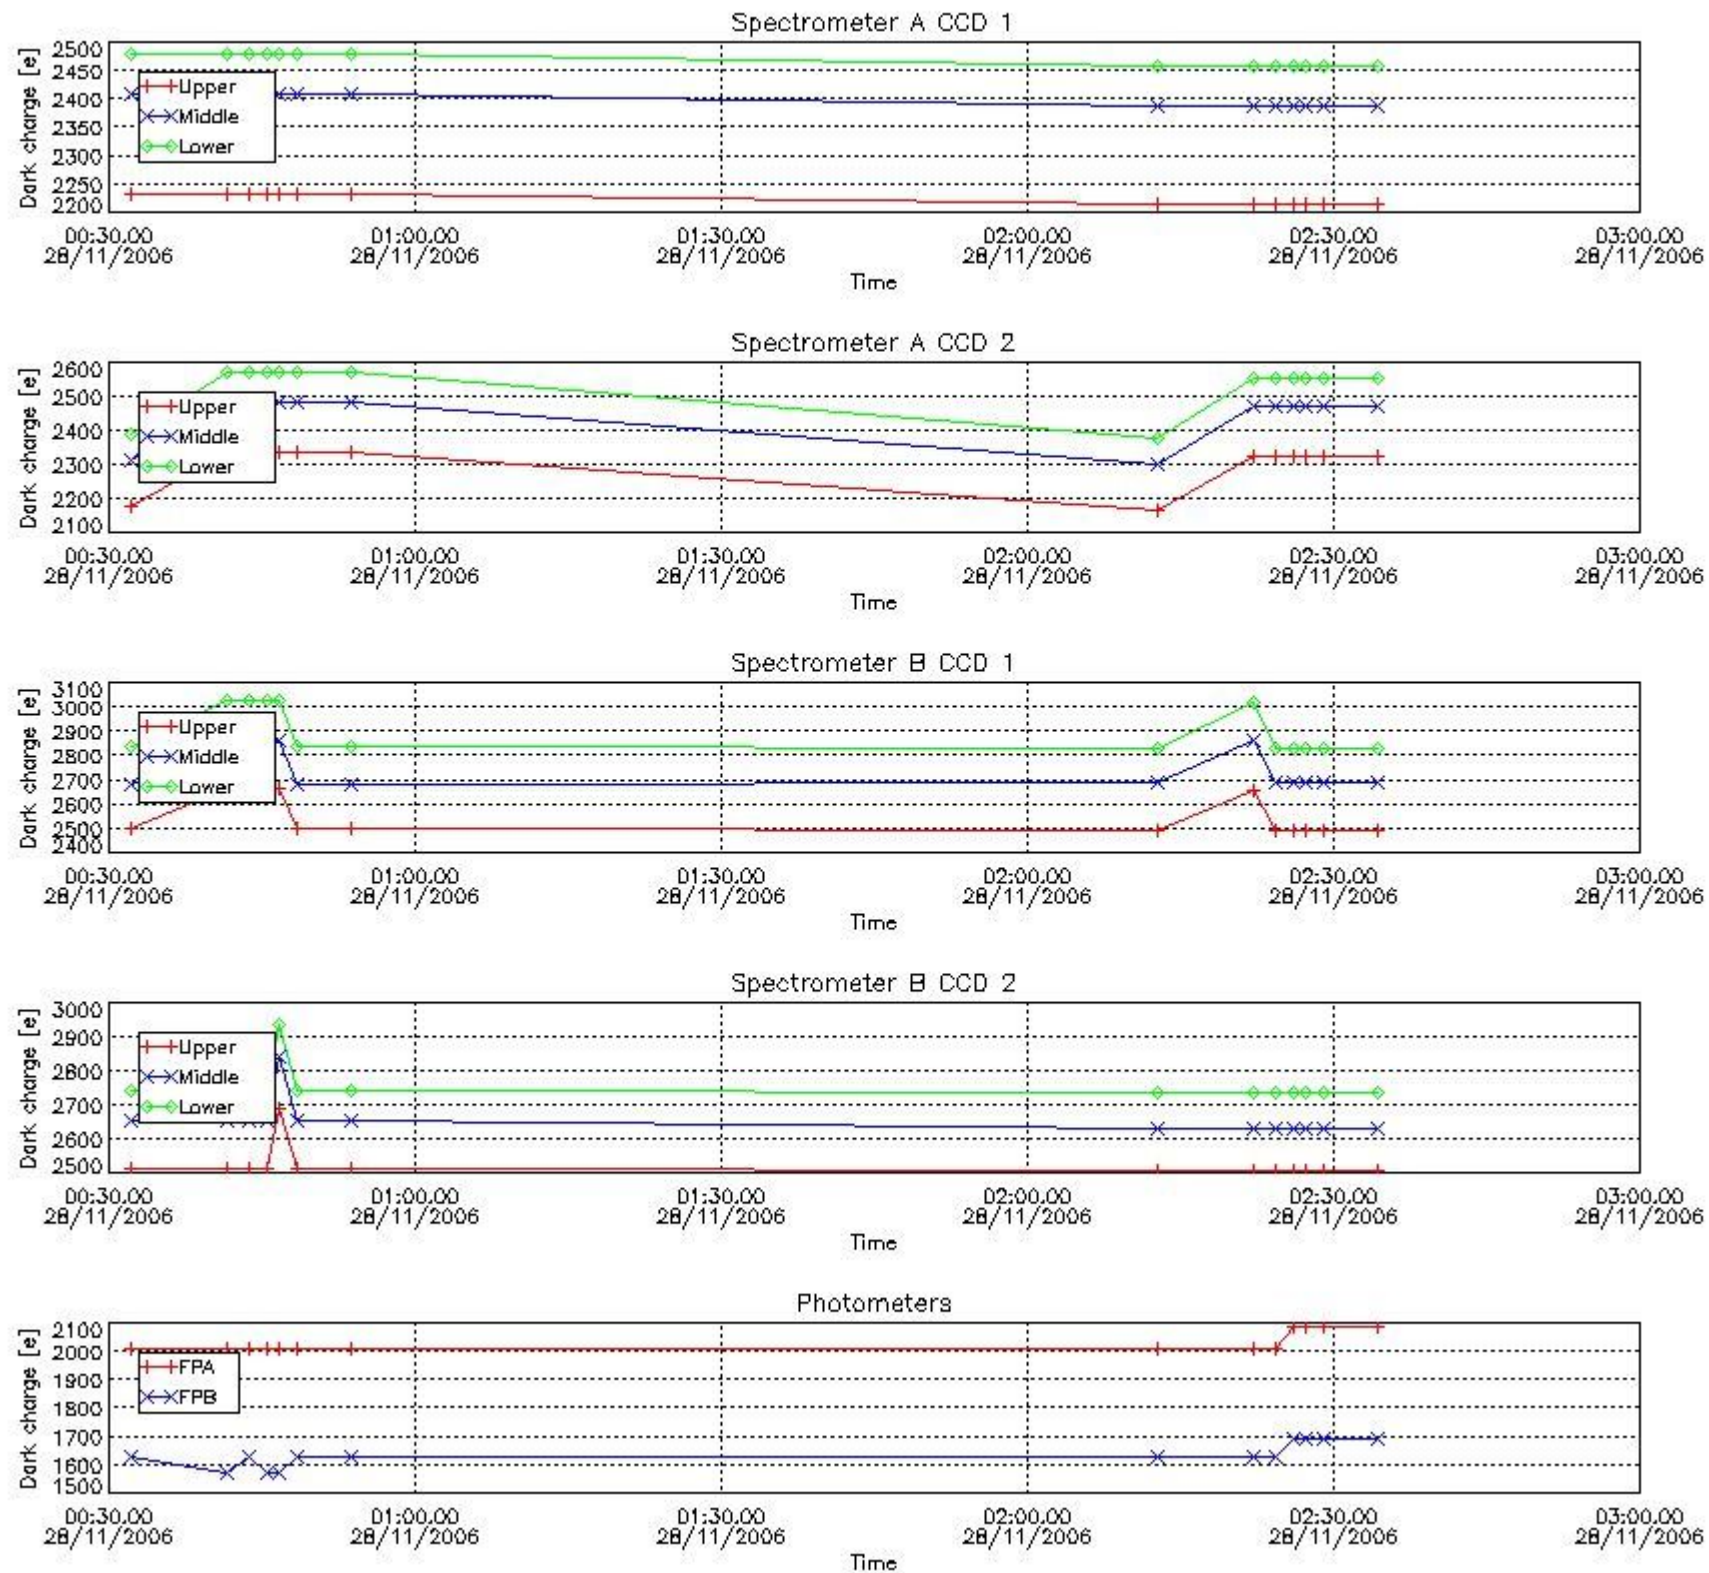 Spectrometer A CCD 1
Dark charge [e]
2500
2450
2400
2350
2300
2250
2200
Upper
Middle
Lower
00:30.00 01:00.00 01:30.00 02:00.00 02:30.00 03:00.00
28/11/2006 28/11/2006 28/11/2006 28/11/2006 28/11/2006 28/11/2006
Time
Spectrometer A CCD 2
Dark charge [e]
2600
2500
2400
2300
2200
2100
Upper
Middle
Lower
00:30.00 01:00.00 01:30.00 02:00.00 02:30.00 03:00.00
28/11/2006 28/11/2006 28/11/2006 28/11/2006 28/11/2006 28/11/2006
Time
Spectrometer B CCD 1
Dark charge [e]
3100
3000
2900
2800
2700
2600
2500
2400
Upper
Middle
Lower
00:30.00 01:00.00 01:30.00 02:00.00 02:30.00 03:00.00
28/11/2006 28/11/2006 28/11/2006 28/11/2006 28/11/2006 28/11/2006
Time
Spectrometer B CCD 2
Dark charge [e]
3000
2900
2800
2700
2600
2500
Upper
Middle
Lower
00:30.00 01:00.00 01:30.00 02:00.00 02:30.00 03:00.00
28/11/2006 28/11/2006 28/11/2006 28/11/2006 28/11/2006 28/11/2006
Time
Photometers
Dark charge [e]
2100
2000
1900
1800
1700
1600
1500
FPA
FPB
00:30.00 01:00.00 01:30.00 02:00.00 02:30.00 03:00.00
28/11/2006 28/11/2006 28/11/2006 28/11/2006 28/11/2006 28/11/2006
Time